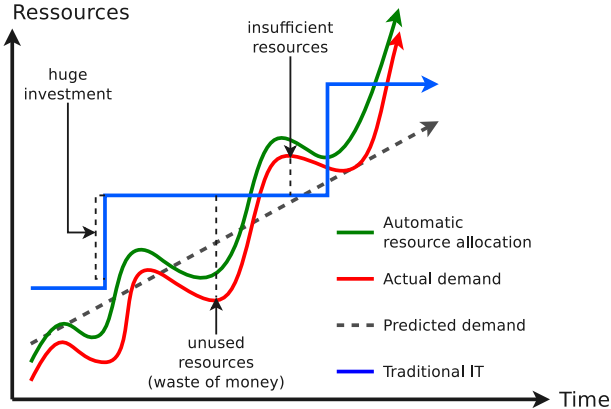 Ressources
insufficient
resources
huge
investment
Automatic
resource allocation
Actual demand
Predicted demand
unused
resources
(waste of money)
Traditional IT
Time